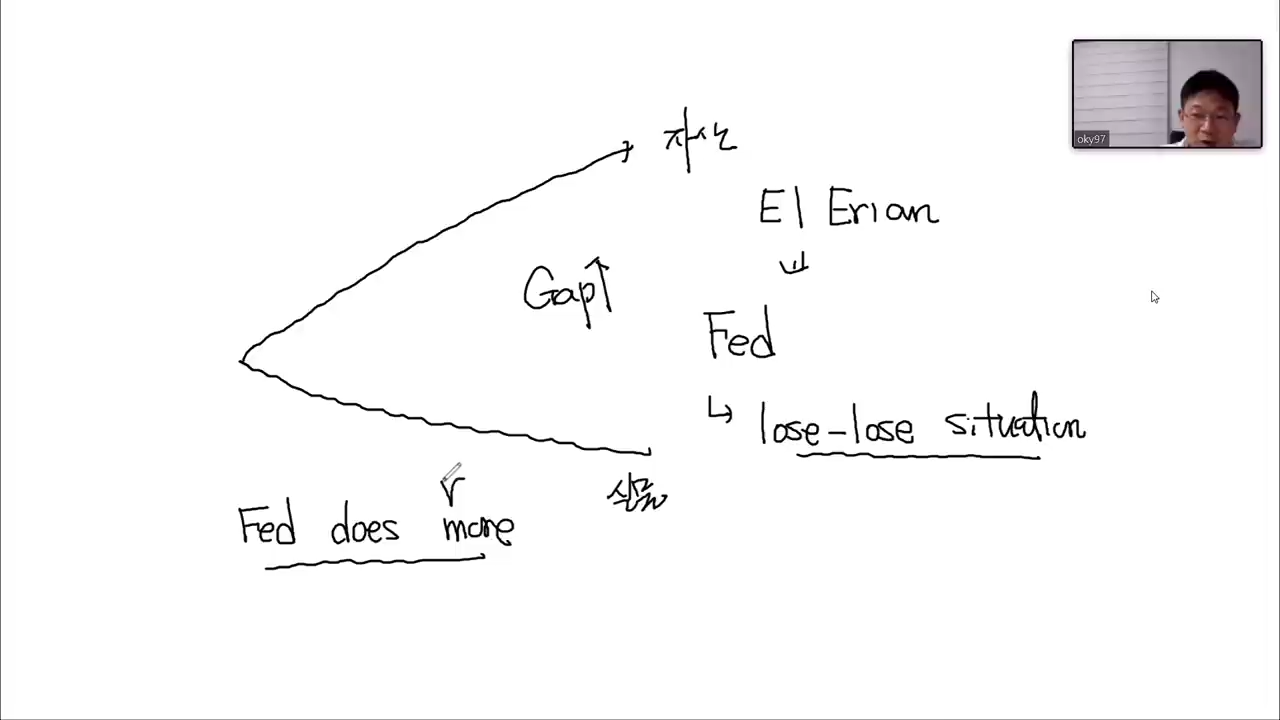 자산
El Erian
Gap↑
Fed
↳ lose-lose situation
실물
r
Fed does more
oky97